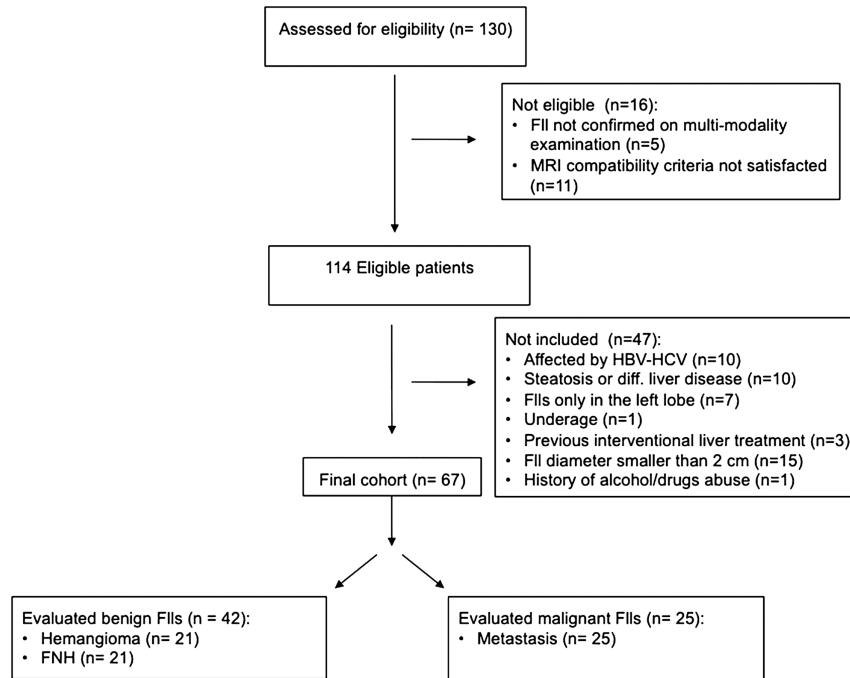 Assessed for eligibility (n= 130)
Not eligible (n=16):
• Fll not confirmed on multi-modality
examination (n=5)
• MRI compatibility criteria not satisfacted
(n=11)
114 Eligible patients
Not included (n=47):
• Affected by HBV-HCV (n=10)
• Steatosis or diff. liver disease (n=10)
• Flls only in the left lobe (n=7)
• Underage (n=1)
• Previous interventional liver treatment (n=3)
• Fll diameter smaller than 2 cm (n=15)
• History of alcohol/drugs abuse (n=1)
Final cohort (n= 67)
Evaluated benign Flls (n = 42):
• Hemangioma (n= 21)
• FNH (n= 21)
Evaluated malignant Flls (n= 25):
• Metastasis (n= 25)